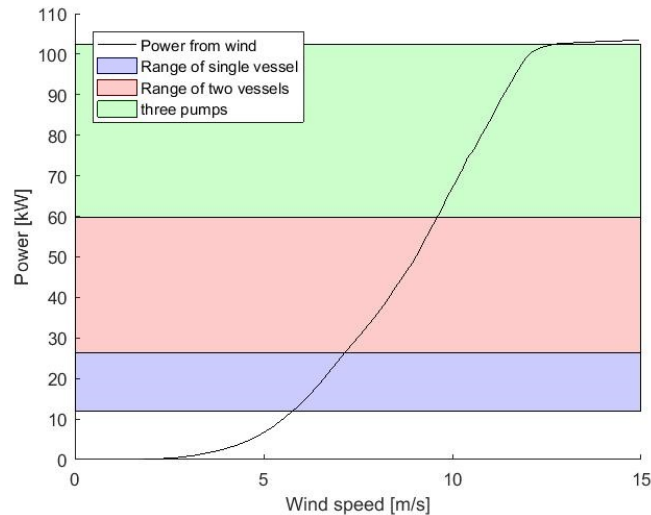 110
100
90
80
70
60
50
40
30
20
10
0
Power [kW]
Power from wind
Range of single vessel
Range of two vessels
three pumps
0 5 10 15
Wind speed [m/s]